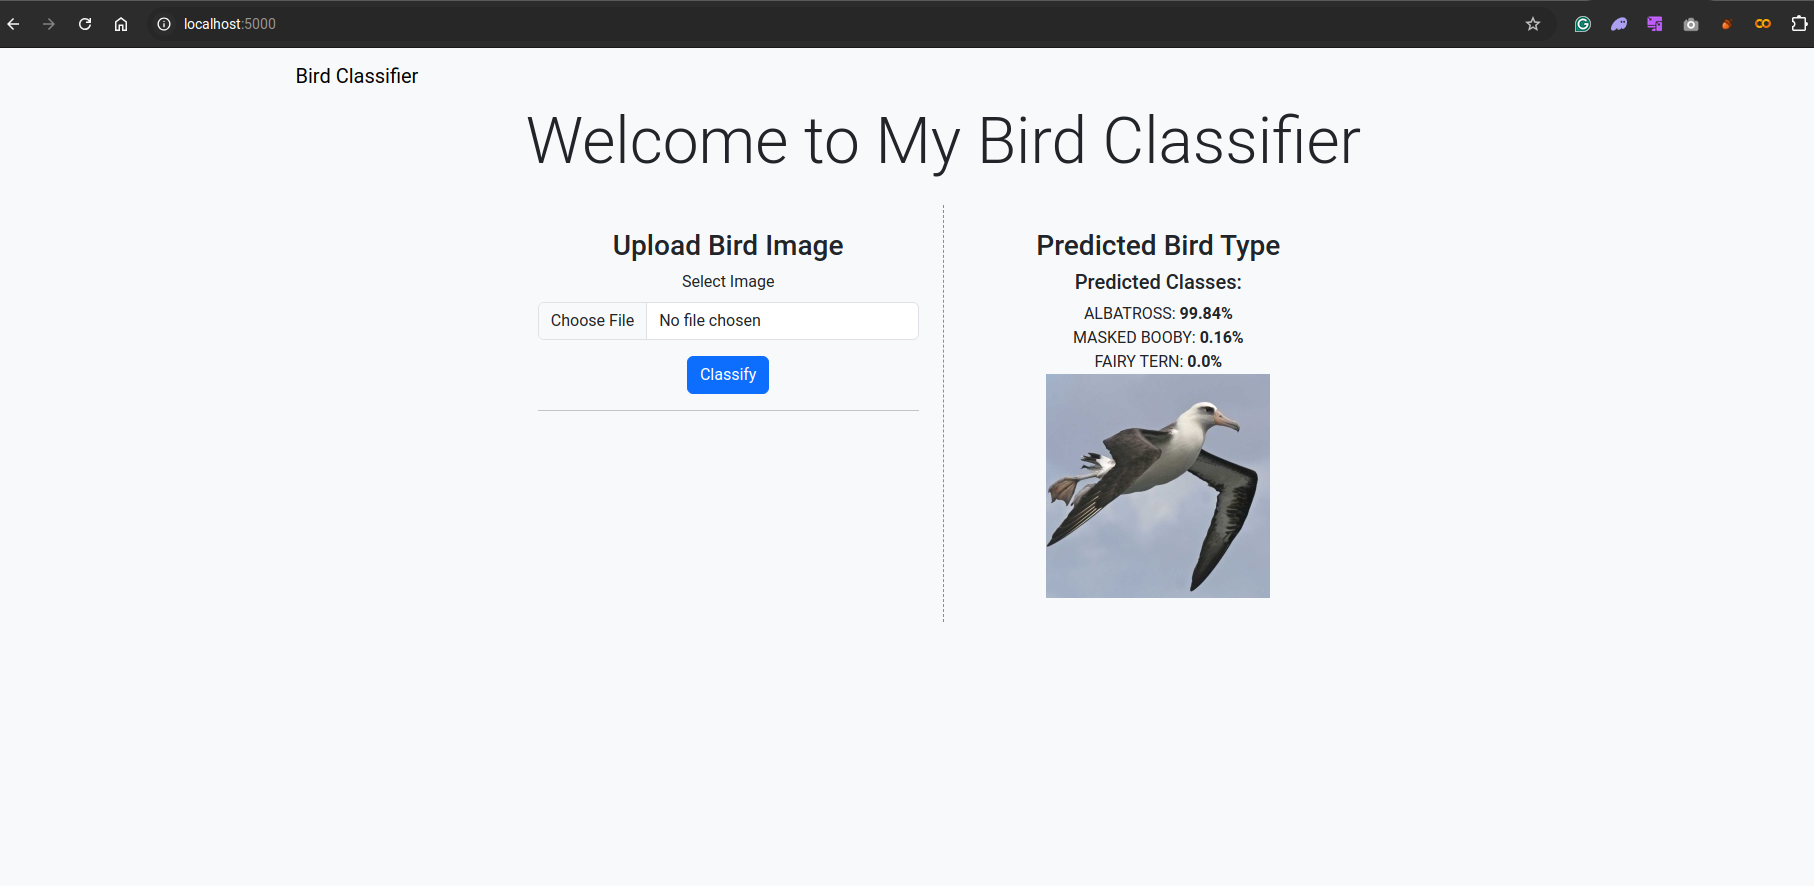 localhost:5000
Bird Classifier
Welcome to My Bird Classifier
Upload Bird Image
Select Image
Choose File No file chosen
Classify
Predicted Bird Type
Predicted Classes:
ALBATROSS: 99.84%
MASKED BOOBY: 0.16%
FAIRY TERN: 0.0%